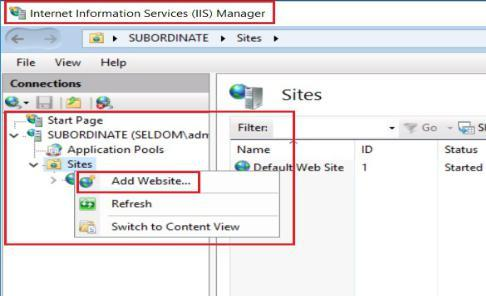 Internet Information Services (IIS) Manager
SUBORDINATE Sites
File View Help
Connections
Sites
Start Page
SUBORDINATE (SELDOM\adn
Application Pools
Sites
Filter: Go
Name ID Status
Default Web Site 1 Started
Add Website...
Refresh
Switch to Content View